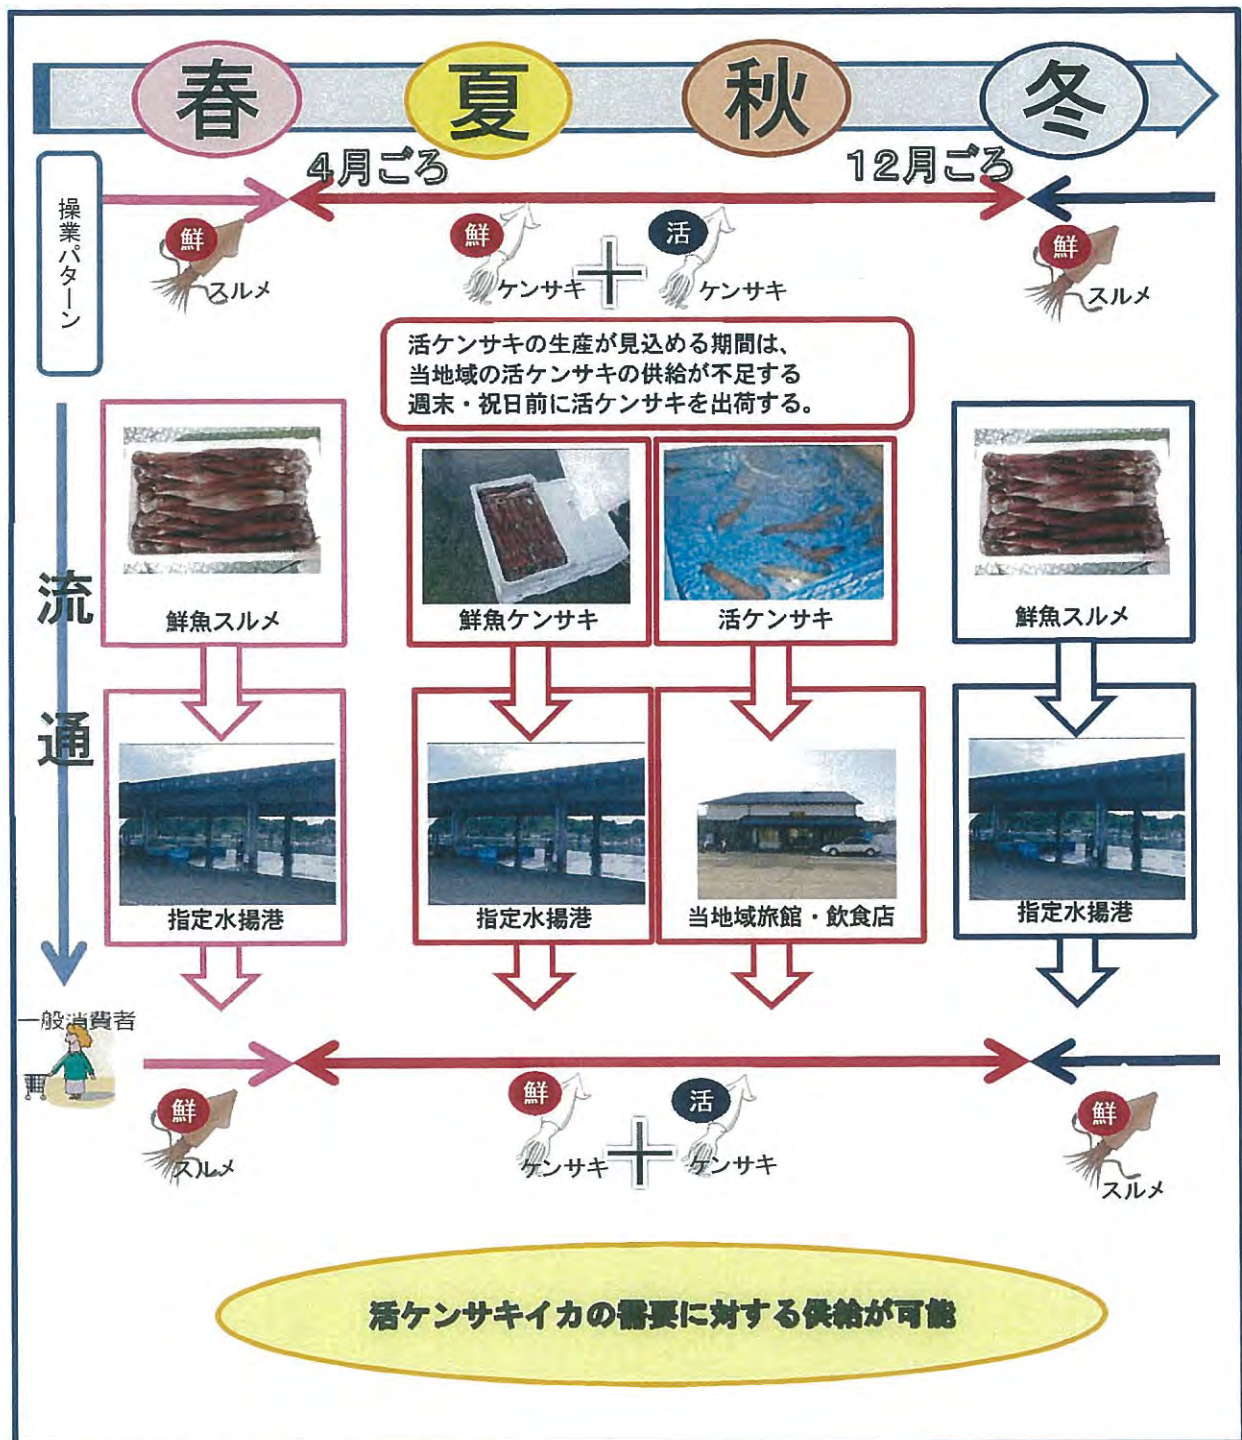 春
夏
秋
冬
4月ごろ
12月ごろ
操業パターン
鮮
スルメ
鮮
ケンサキ
活
ケンサキ
鮮
スルメ
活ケンサキの生産が見込める期間は、
当地域の活ケンサキの供給が不足する
週末・祝日前に活ケンサキを出荷する。
流通
鮮魚スルメ
鮮魚ケンサキ
活ケンサキ
鮮魚スルメ
指定水揚港
指定水揚港
当地域旅館・飲食店
指定水揚港
一般消費者
鮮
スルメ
鮮
ケンサキ
活
ケンサキ
鮮
スルメ
活ケンサキイカの需要に対する供給が可能